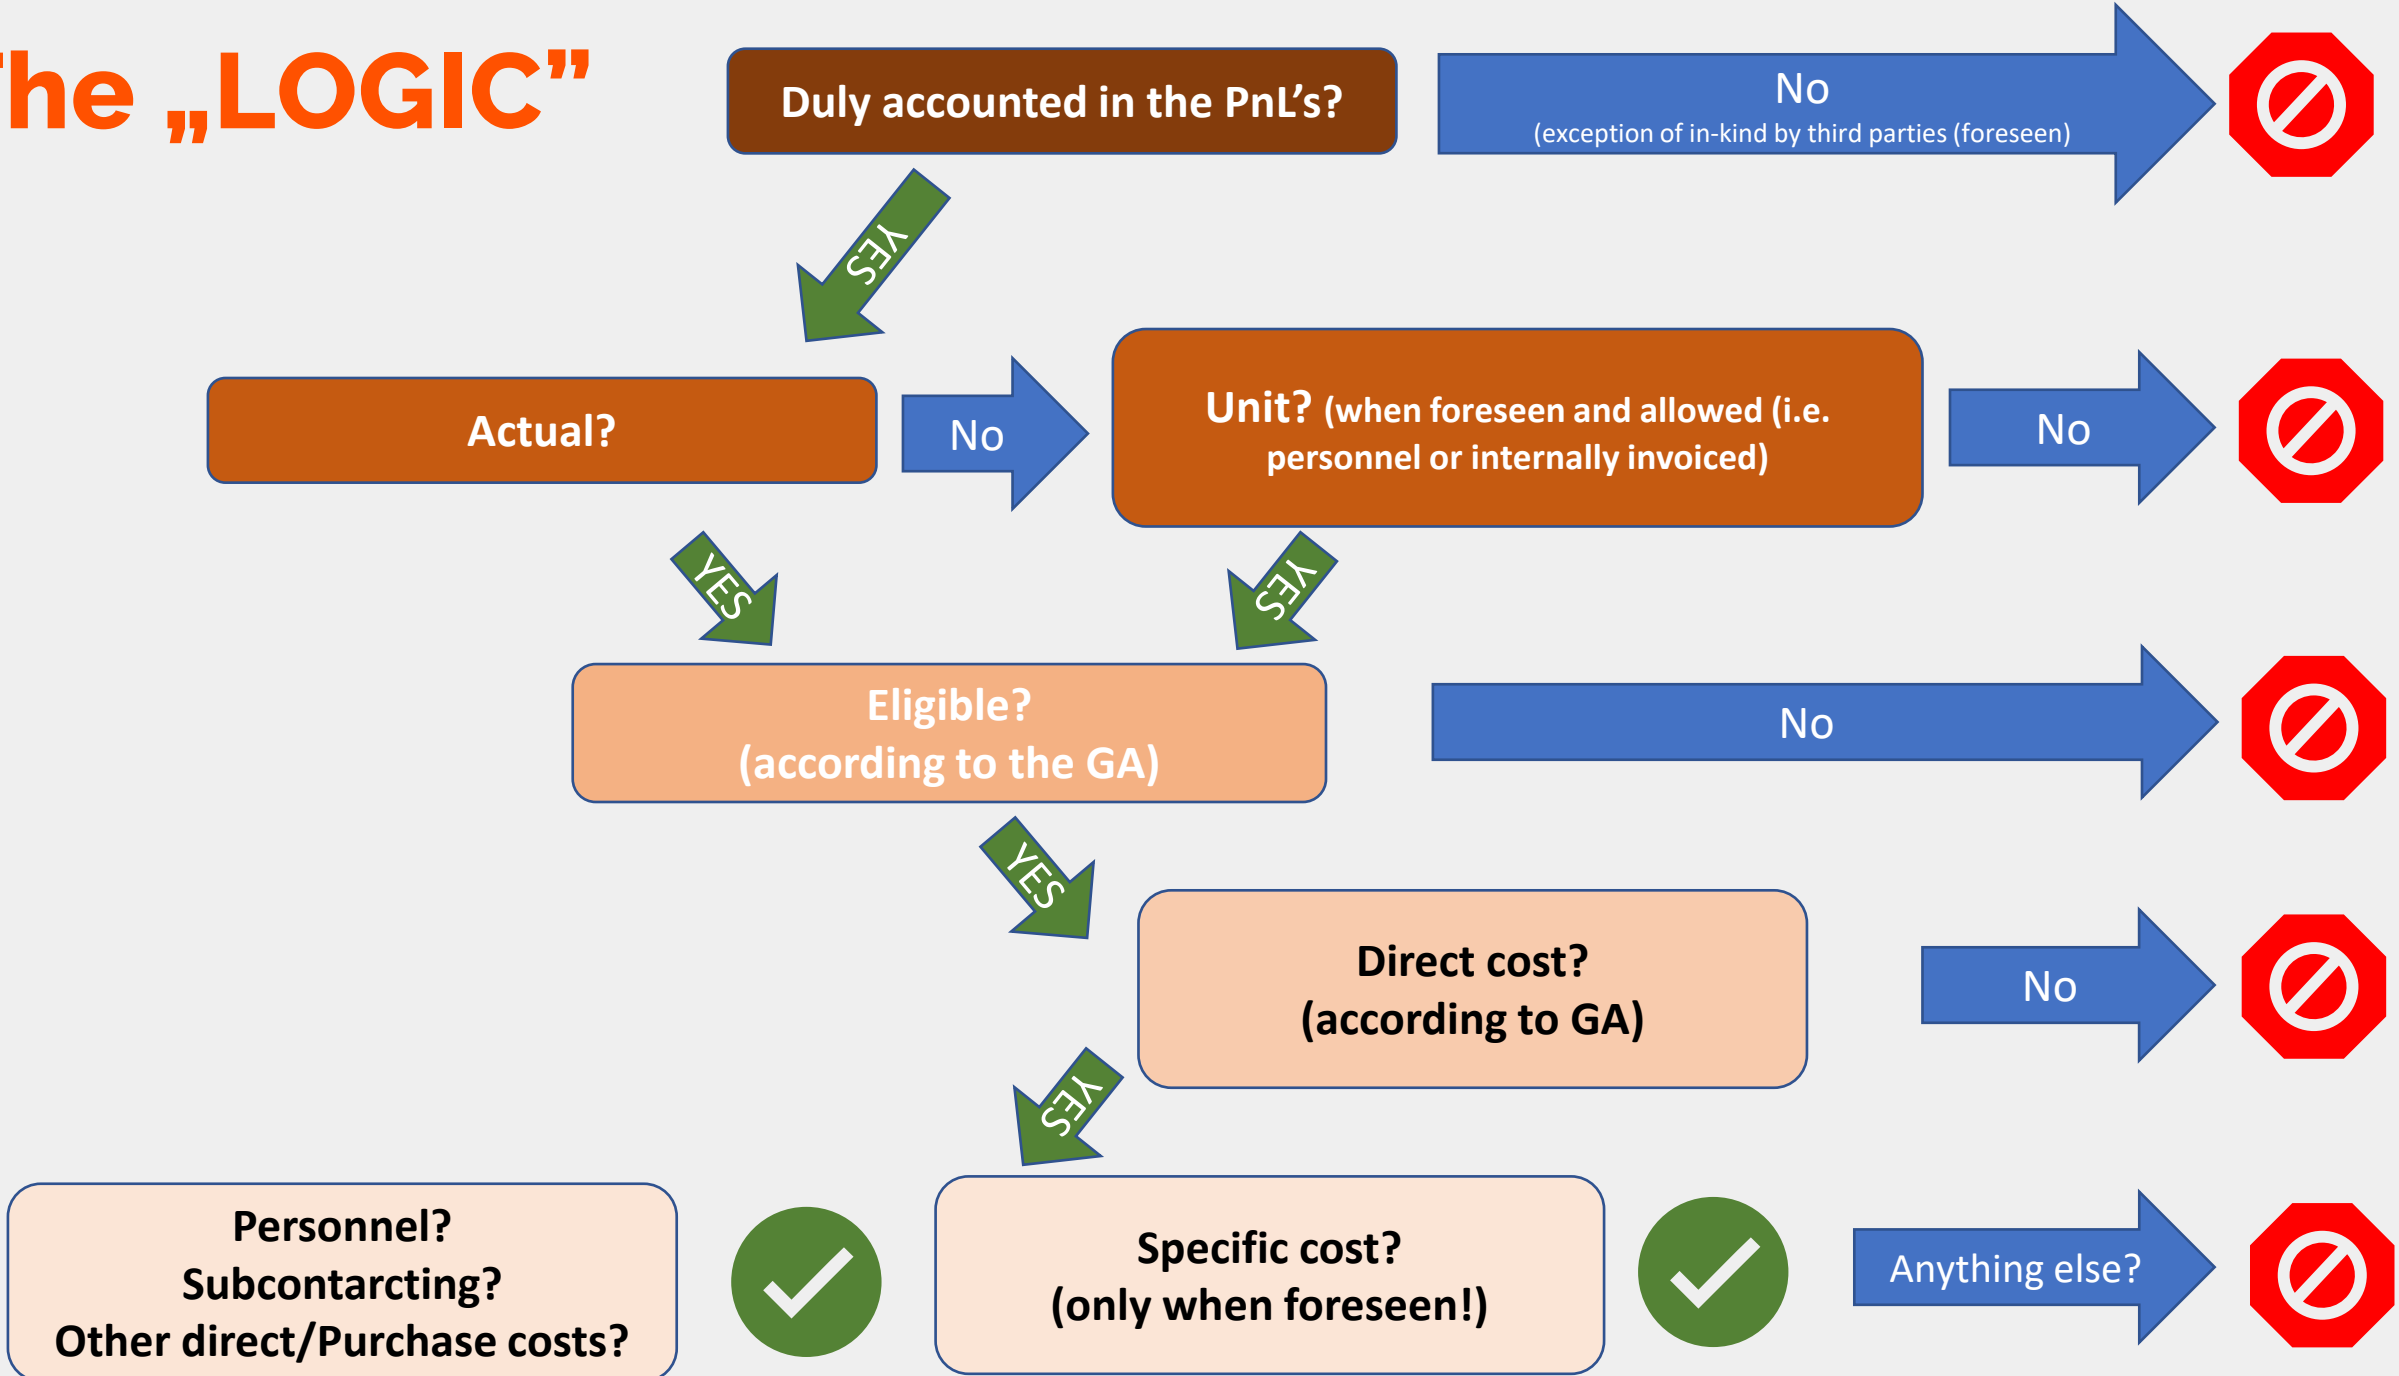 The „LOGIC”
Duly accounted in the PnL's?
No
(exception of in-kind by third parties (foreseen)
YES
Actual?
No
Unit? (when foreseen and allowed (i.e.
personnel or internally invoiced)
No
YES
YES
Eligible?
(according to the GA)
No
YES
Direct cost?
(according to GA)
No
YES
Personnel?
Subcontarcting?
Other direct/Purchase costs?
Specific cost?
(only when foreseen!)
Anything else?